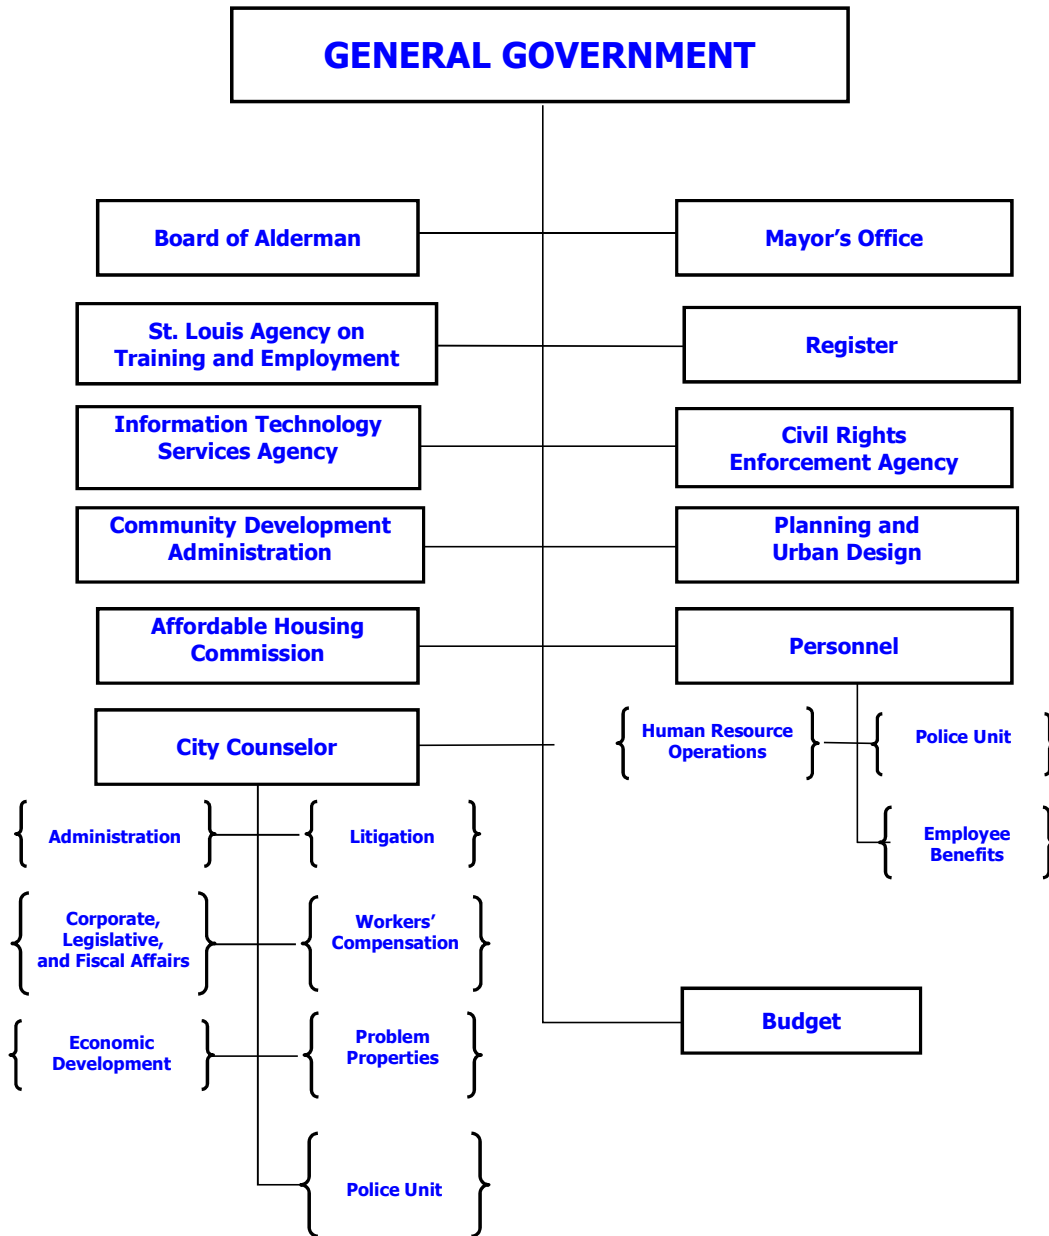 GENERAL GOVERNMENT
Board of Alderman
Mayor’s Office
St. Louis Agency on
Training and Employment
Register
Information Technology
Services Agency
Civil Rights
Enforcement Agency
Community Development
Administration
Planning and
Urban Design
Affordable Housing
Commission
Personnel
City Counselor
Human Resource
Operations
Police Unit
Employee
Benefits
Administration
Litigation
Corporate,
Legislative,
and Fiscal Affairs
Workers’
Compensation
Economic
Development
Problem
Properties
Police Unit
Budget